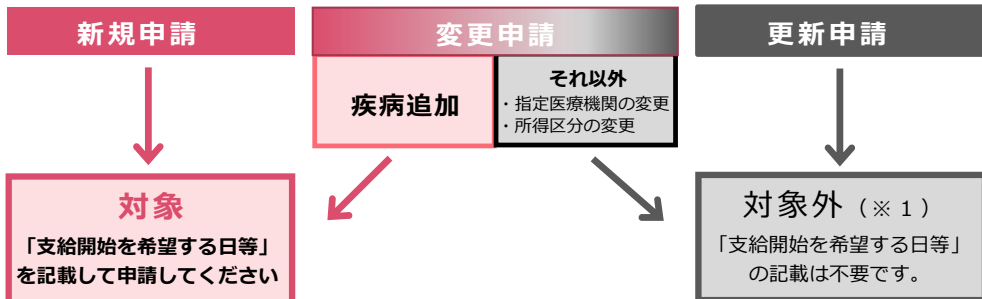 新規申請
変更申請
更新申請
疾病追加
それ以外
・指定医療機関の変更
・所得区分の変更
対象
「支給開始を希望する日等」
を記載して申請してください
対象外（※１）
「支給開始を希望する日等」
の記載は不要です。